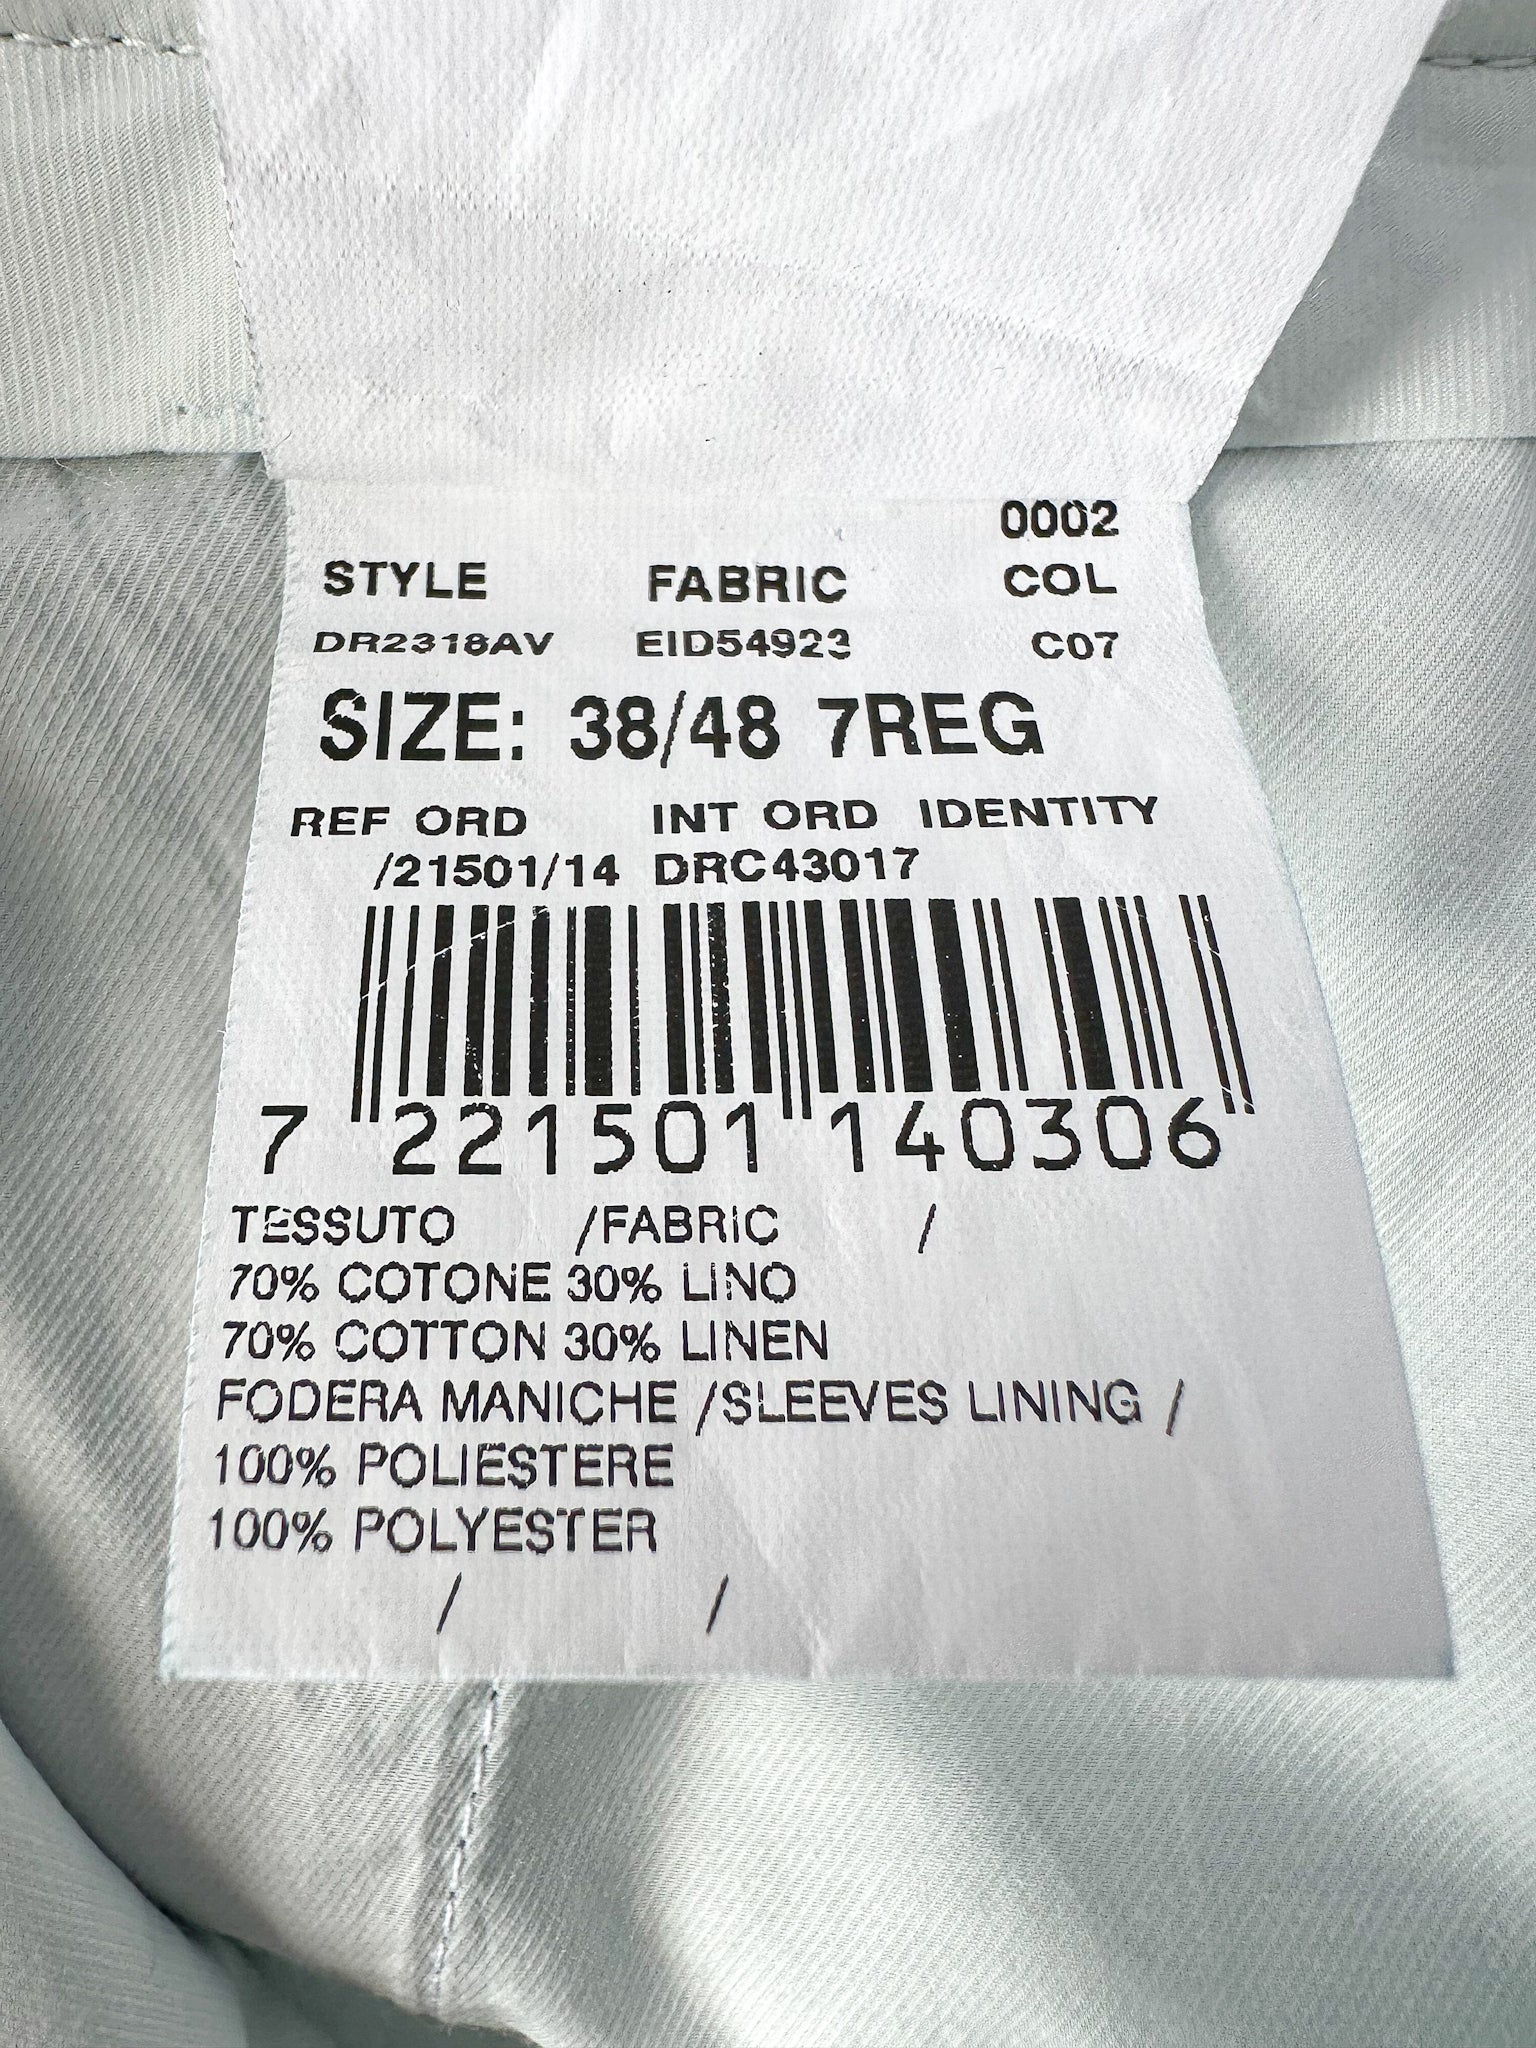 0002
STYLE FABRIC COL
DR2318AV EID54923 C07
SIZE: 38/48 7REG
REF ORD INT ORD IDENTITY
/21501/14 DRC43017
7 221501 140306
TESSUTO /FABRIC /
70% COTONE 30% LINO
70% COTTON 30% LINEN
FODERA MANICHE /SLEEVES LINING /
100% POLIESTERE
100% POLYESTER
/ /